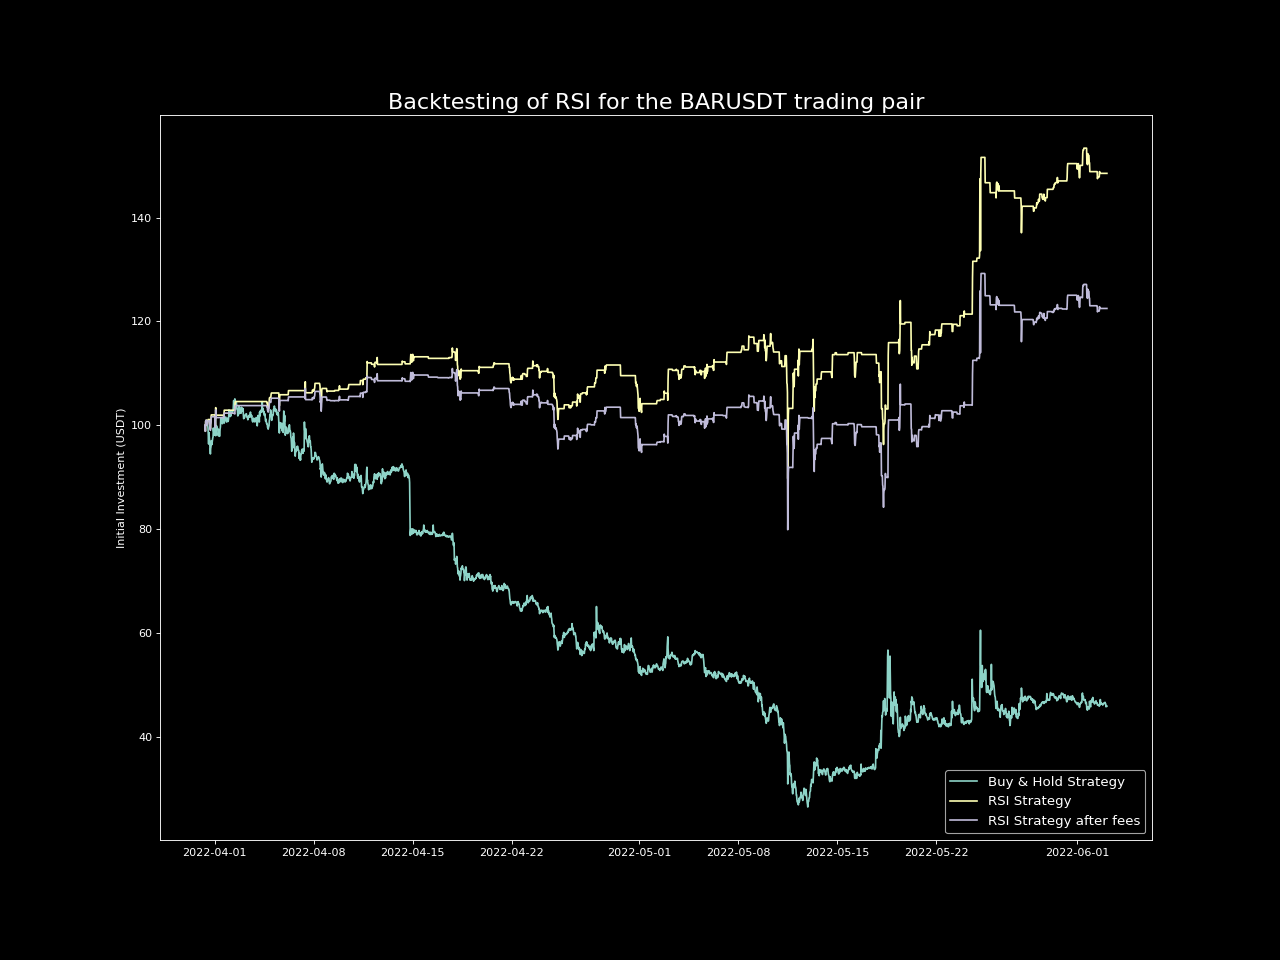 Backtesting of RSI for the BARUSDT trading pair
Initial Investment (USDT)
140
120
100
80
60
40
2022-04-01 2022-04-08 2022-04-15 2022-04-22 2022-05-01 2022-05-08 2022-05-15 2022-05-22 2022-06-01
Buy & Hold Strategy
RSI Strategy
RSI Strategy after fees